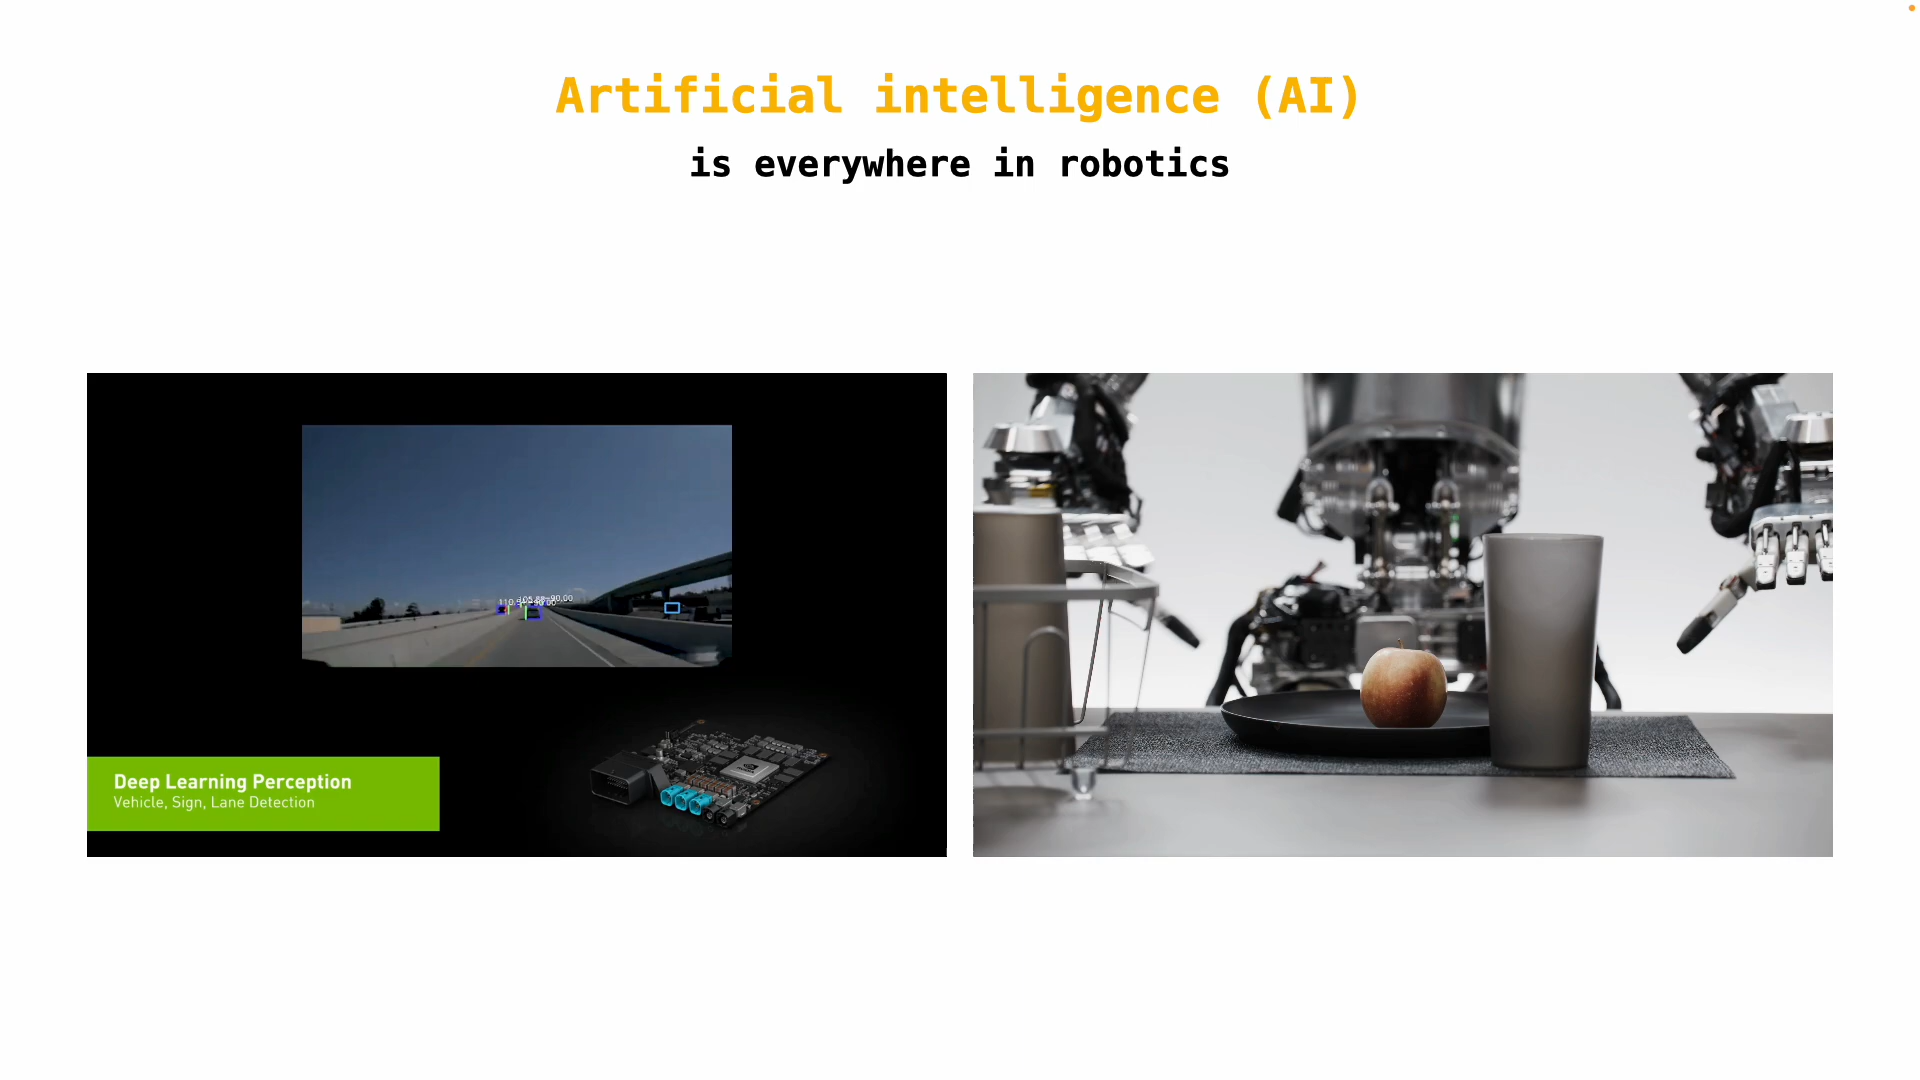 Artificial intelligence (AI)
is everywhere in robotics
Deep Learning Perception
Vehicle, Sign, Lane Detection